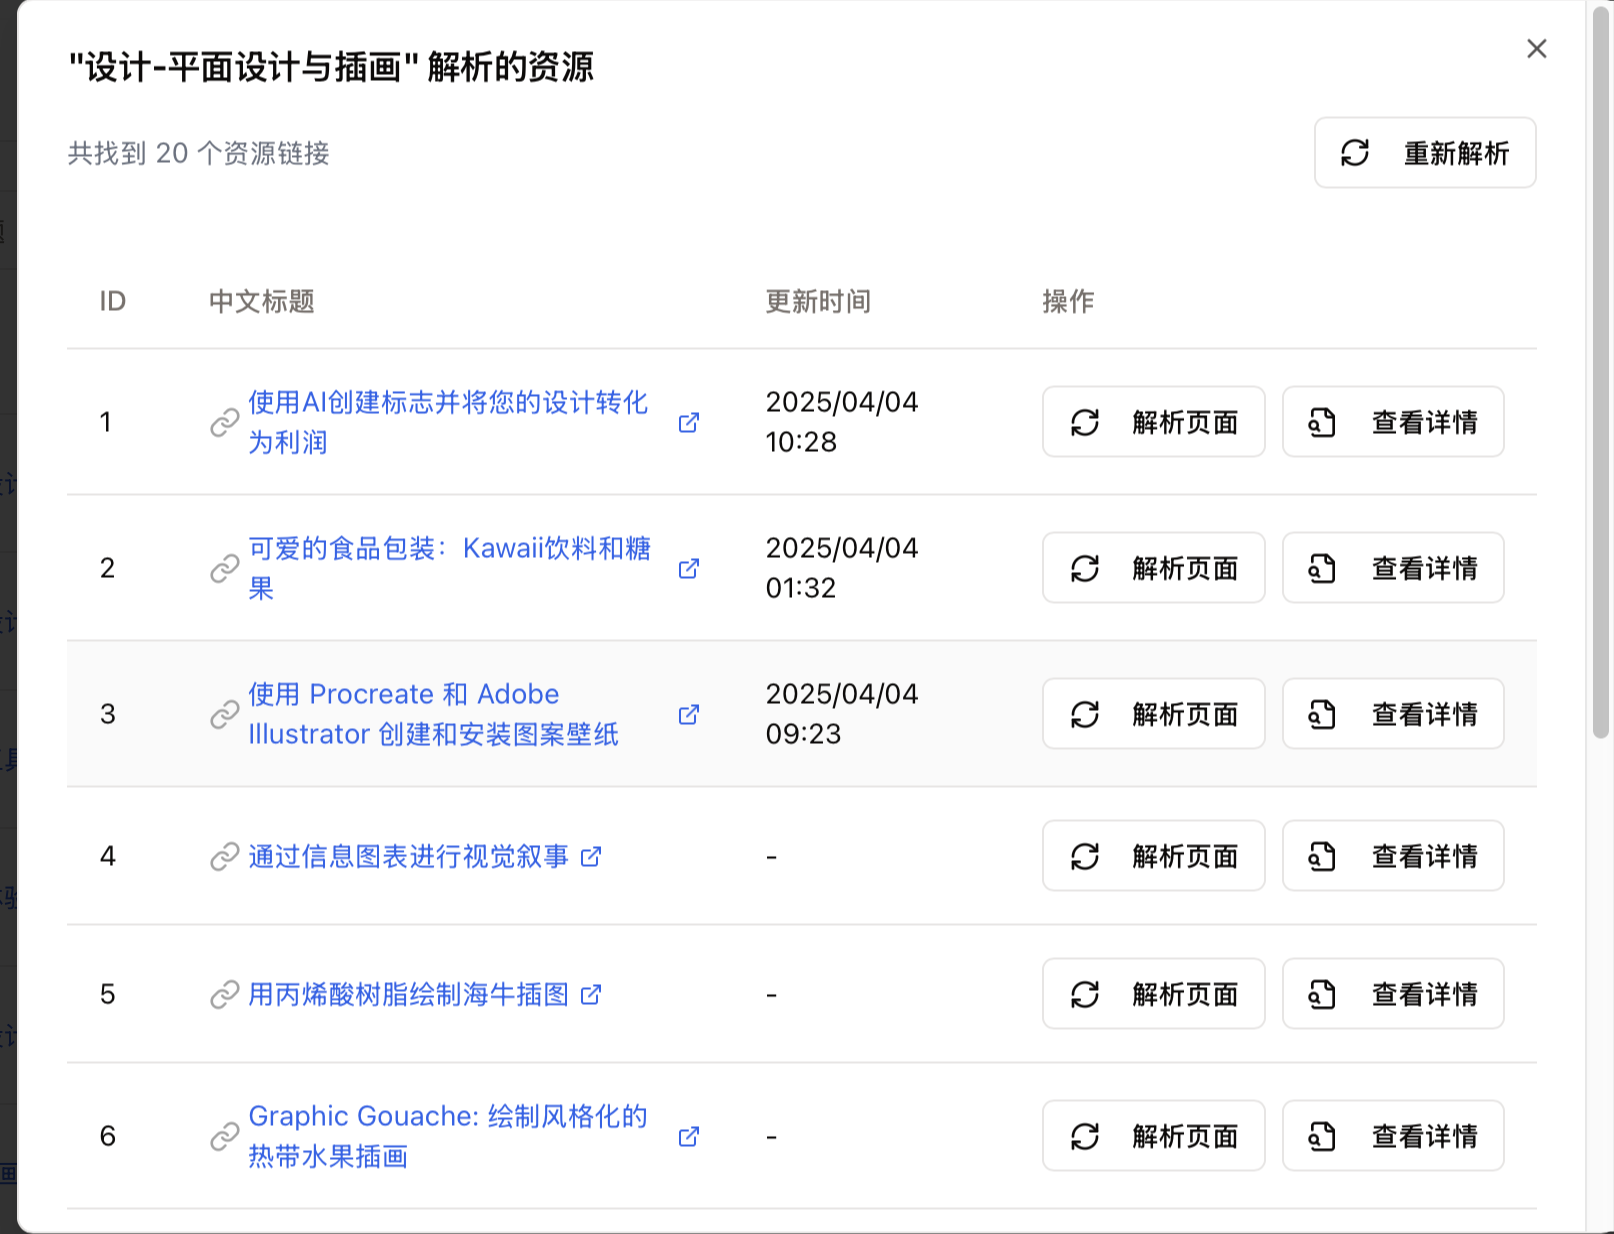 "设计-平面设计与插画" 解析的资源
共找到 20 个资源链接
重新解析
ID
中文标题
更新时间
操作
1
使用AI创建标志并将您的设计转化
为利润
2025/04/04
10:28
解析页面
查看详情
2
可爱的食品包装：Kawaii饮料和糖
果
2025/04/04
01:32
解析页面
查看详情
3
使用 Procreate 和 Adobe
Illustrator 创建和安装图案壁纸
2025/04/04
09:23
解析页面
查看详情
4
通过信息图表进行视觉叙事
-
解析页面
查看详情
5
用丙烯酸树脂绘制海牛插图
-
解析页面
查看详情
6
Graphic Gouache: 绘制风格化的
热带水果插画
-
解析页面
查看详情